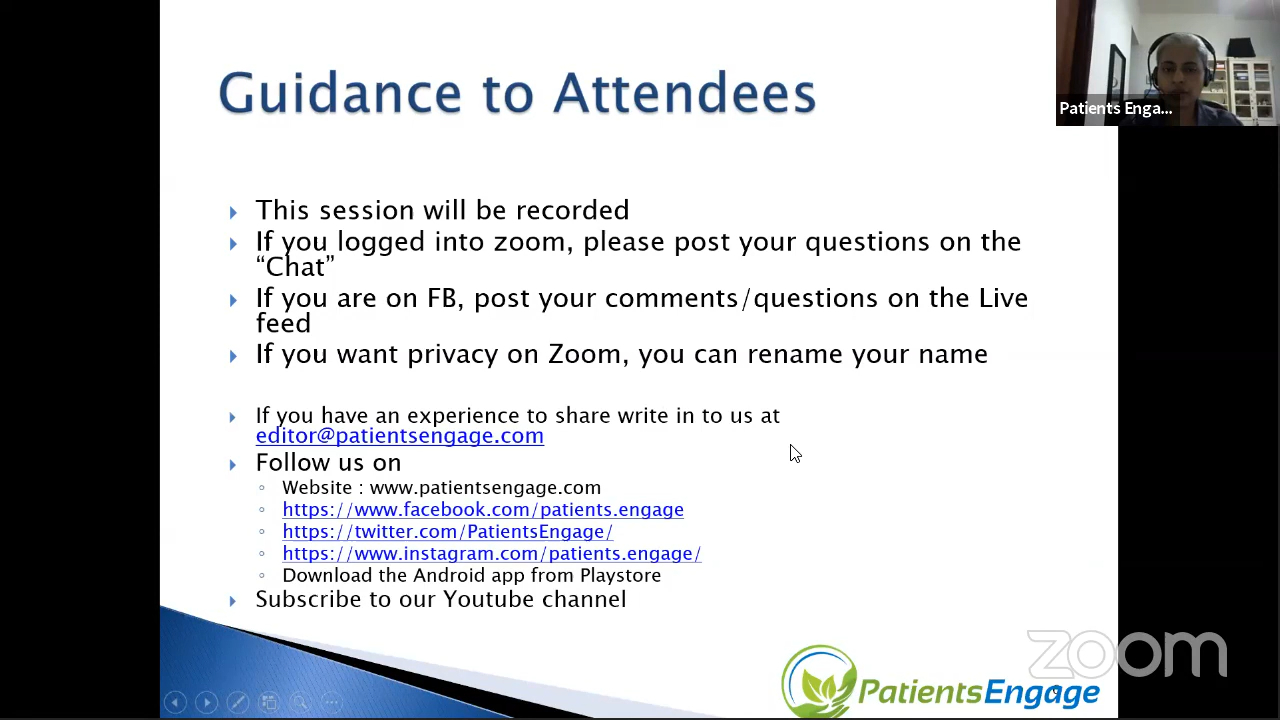 Guidance to Attendees
Patients Enga...
This session will be recorded
If you logged into zoom, please post your questions on the
“Chat”
If you are on FB, post your comments/questions on the Live
feed
If you want privacy on Zoom, you can rename your name
If you have an experience to share write in to us at
editor@patientsengage.com
Follow us on
Website : www.patientsengage.com
https://www.facebook.com/patients.engage
https://twitter.com/PatientsEngage/
https://www.instagram.com/patients.engage/
Download the Android app from Playstore
Subscribe to our Youtube channel
zoom
PatientsEngage